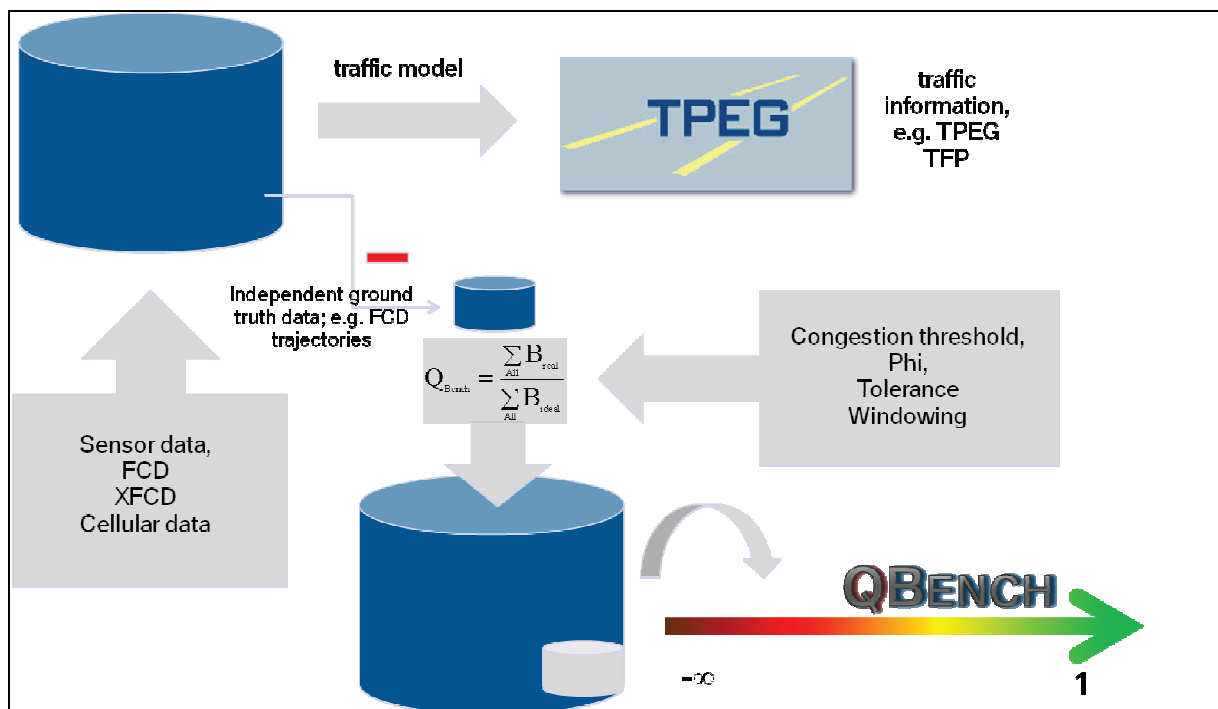 traffic model
TPEG
traffic
information,
e.g. TPEG
TFP
Independent ground
truth data; e.g. FCD
trajectories
Q_Bench = ∑_All B_real / ∑_All B_ideal
Congestion threshold,
Phi,
Tolerance
Windowing
Sensor data,
FCD
XFCD
Cellular data
QBENCH
-∞
1